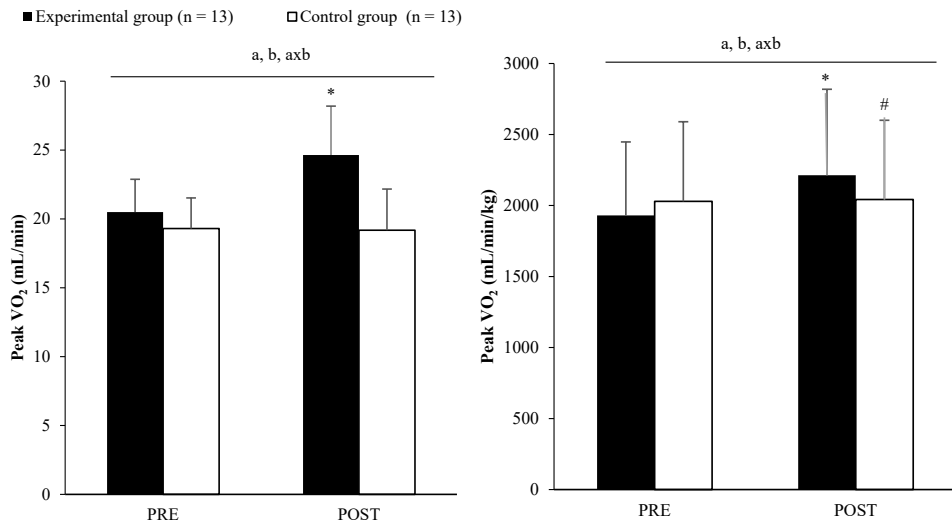 Experimental group (n = 13) Control group (n = 13)
a, b, axb
30
25
20
15
10
5
0
Peak VO₂ (mL/min)
*
PRE POST
a, b, axb
3000
2500
2000
1500
1000
500
0
Peak VO₂ (mL/min/kg)
*
#
PRE POST